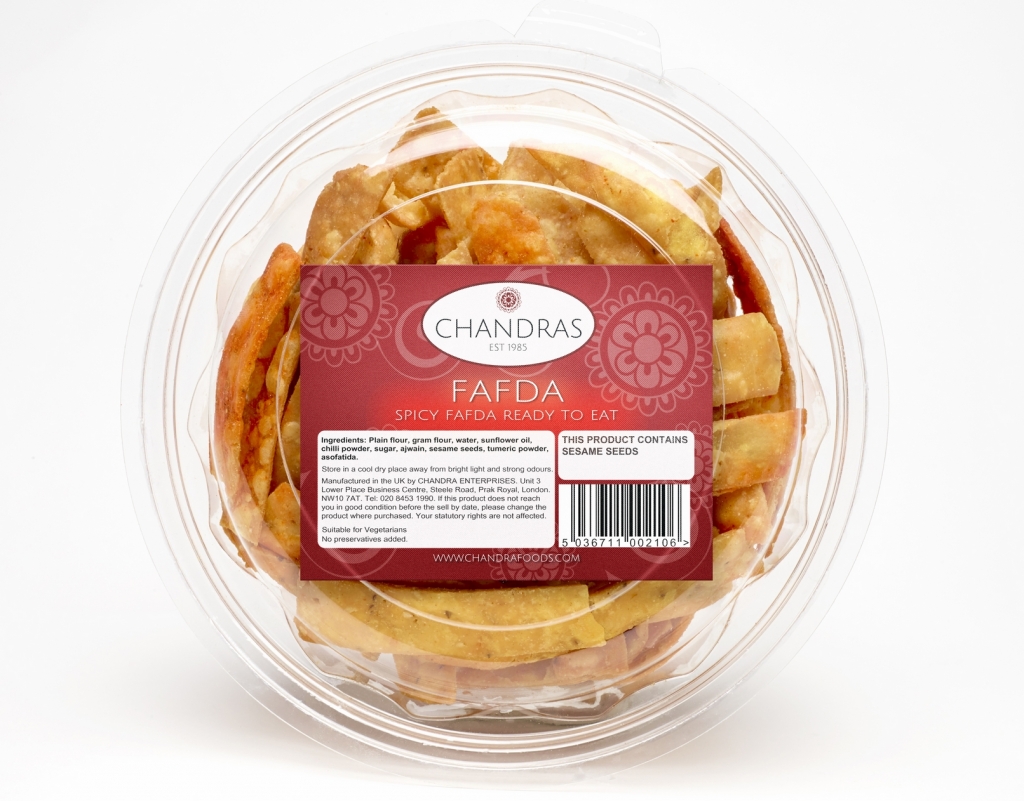 CHANDRAS
EST 1985
FAFDA
SPICY FAFDA READY TO EAT
Ingredients: Plain flour, gram flour, water, sunflower oil,
chilli powder, sugar, ajwain, sesame seeds, tumeric powder,
asofatida.
Store in a cool dry place away from bright light and strong odours.
Manufactured in the UK by CHANDRA ENTERPRISES. Unit 3
Lower Place Business Centre, Steele Road, Prak Royal, London.
NW10 7AT. Tel: 020 8453 1990. If this product does not reach
you in good condition before the sell by date, please change the
product where purchased. Your statutory rights are not affected.
Suitable for Vegetarians
No preservatives added.
THIS PRODUCT CONTAINS
SESAME SEEDS
5 036711 002106 >
WWW.CHANDRAFOODS.COM